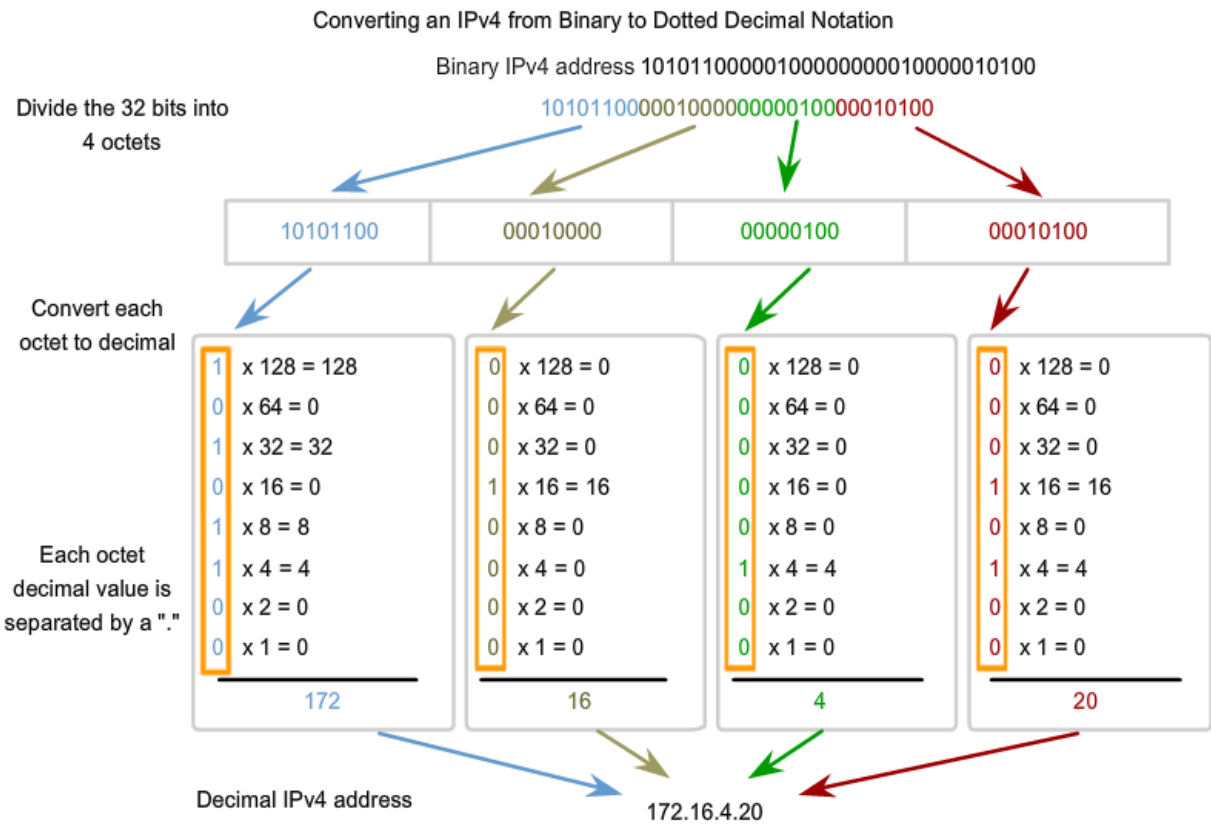 Converting an IPv4 from Binary to Dotted Decimal Notation
Binary IPv4 address 10101100000100000000010000010100
Divide the 32 bits into
4 octets
10101100000100000000010000010100
10101100 00010000 00000100 00010100
Convert each
octet to decimal
1 x 128 = 128
0 x 64 = 0
1 x 32 = 32
0 x 16 = 0
1 x 8 = 8
1 x 4 = 4
0 x 2 = 0
0 x 1 = 0
172
0 x 128 = 0
0 x 64 = 0
0 x 32 = 0
1 x 16 = 16
0 x 8 = 0
0 x 4 = 0
0 x 2 = 0
0 x 1 = 0
16
0 x 128 = 0
0 x 64 = 0
0 x 32 = 0
0 x 16 = 0
0 x 8 = 0
1 x 4 = 4
0 x 2 = 0
0 x 1 = 0
4
0 x 128 = 0
0 x 64 = 0
0 x 32 = 0
1 x 16 = 16
0 x 8 = 0
1 x 4 = 4
0 x 2 = 0
0 x 1 = 0
20
Each octet
decimal value is
separated by a "."
Decimal IPv4 address
172.16.4.20